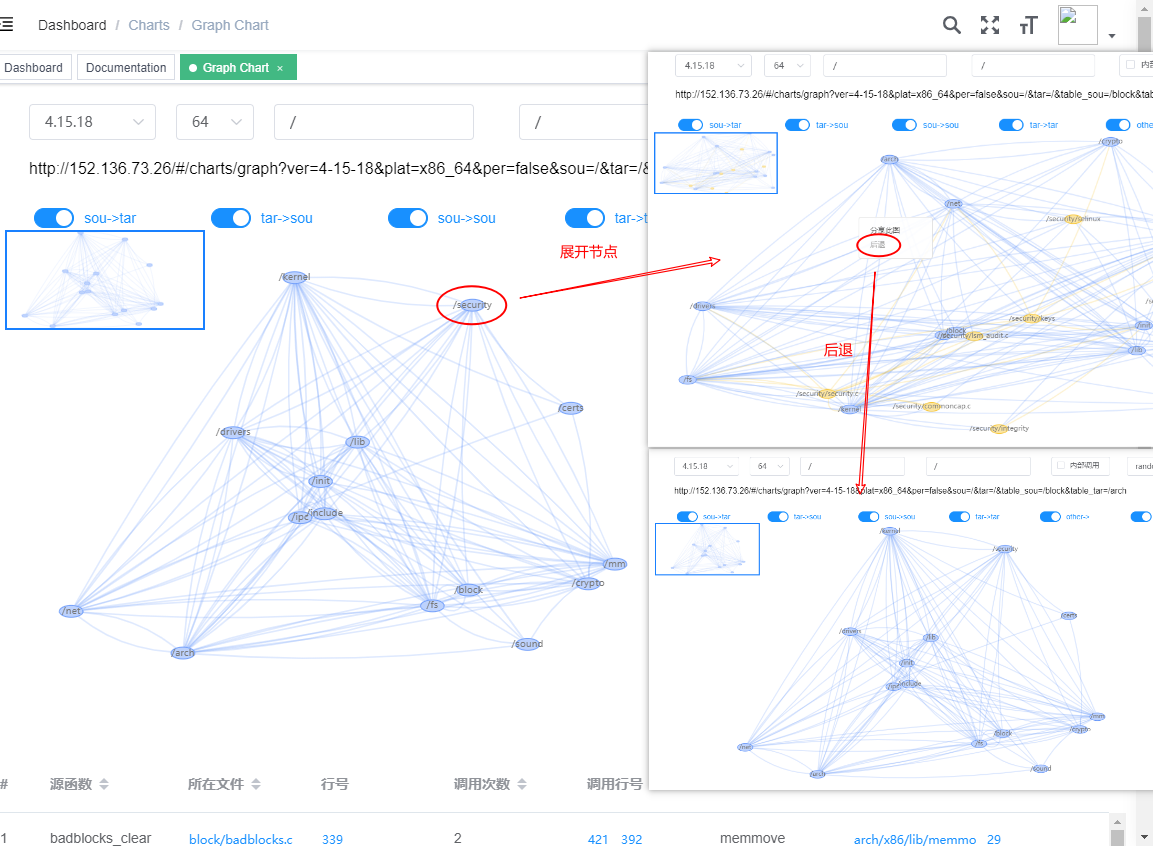 Dashboard / Charts / Graph Chart
Dashboard
Documentation
Graph Chart ×
4.15.18
64
/
/
http://152.136.73.26/#/charts/graph?ver=4-15-18&plat=x86_64&per=false&sou=/&tar=/&
sou->tar
tar->sou
sou->sou
tar->t
展开节点
/kernel
/security
/certs
/drivers
/lib
/init
/ipc
/include
/mm
/crypto
/block
/fs
/net
/sound
/arch
4.15.18
64
/
/
http://152.136.73.26/#/charts/graph?ver=4-15-18&plat=x86_64&per=false&sou=/&tar=/&table_sou=/block&tab
sou->tar
tar->sou
sou->sou
tar->tar
othe
/crypto
/arch
/net
/security/selinux
分享此图
后退
/drivers
/security/keys
/block
/security/lsm_audit.c
/init
/lib
后退
/fs
/security/security.c
/kernel
/security/commoncap.c
/security/integrity
4.15.18
64
/
/
内部调用
rando
http://152.136.73.26/#/charts/graph?ver=4-15-18&plat=x86_64&per=false&sou=/&tar=/&table_sou=/block&table_tar=/arch
sou->tar
tar->sou
sou->sou
tar->tar
other->
/kernel
/security
/certs
/drivers
/lib
/init
/ipc
/include
/mm
/crypto
/block
/fs
/net
/sound
/arch
# 源函数 所在文件 行号 调用次数 调用行号
1 badblocks_clear block/badblocks.c 339 2 421 392 memmove arch/x86/lib/memmo 29